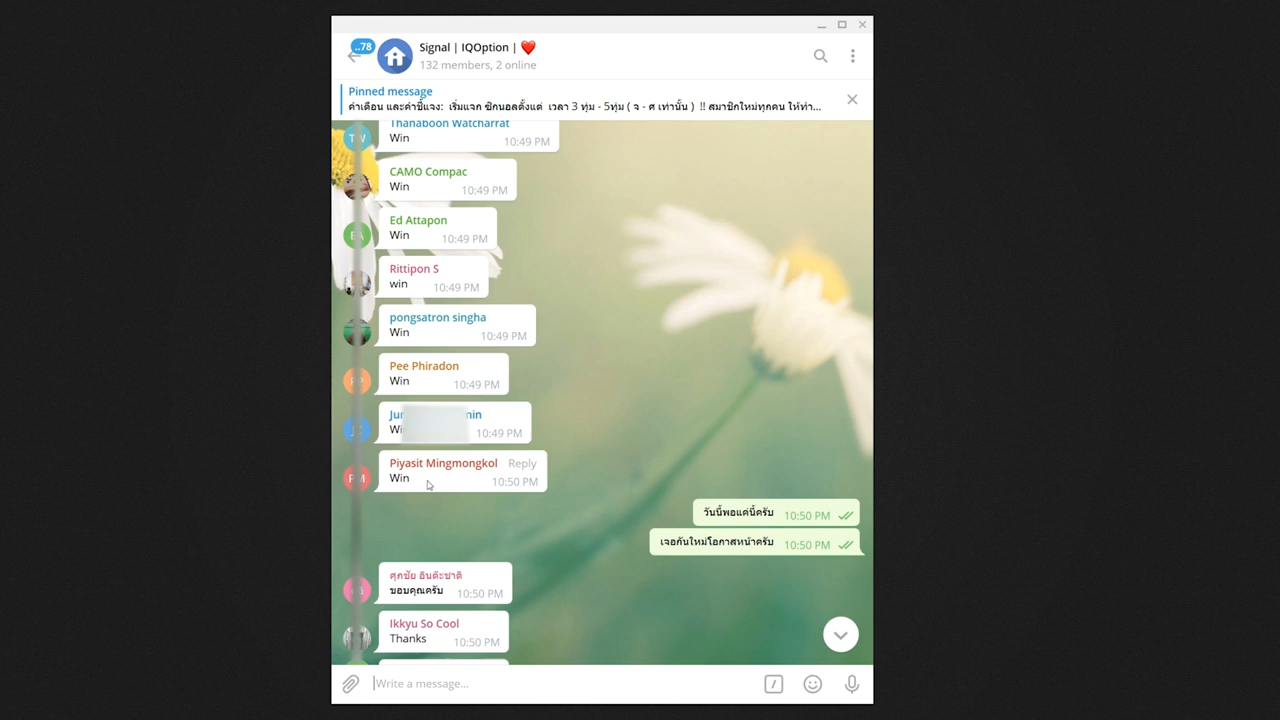 ..78
Signal | IQOption | ❤️
132 members, 2 online
Pinned message
ค่าเดือน และคำชี้แจง: เริ่มแจก ซิกนอลตั้งแต่ เวลา 3 ทุ่ม - 5ทุ่ม ( จ - ศ เท่านั้น ) !! สมาชิกใหม่ทุกคน ให้ทำ...
Thanaboon Watcharrat
Win
10:49 PM
CAMO Compac
Win
10:49 PM
EA
Ed Attapon
Win
10:49 PM
Rittipon S
win
10:49 PM
pongsatron singha
Win
10:49 PM
PP
Pee Phiradon
Win
10:49 PM
10:49 PM
PM
Piyasit Mingmongkol Reply
Win
10:50 PM
วันนี้พอแค่นี้ครับ 10:50 PM
เจอกันใหม่โอกาสหน้าครับ 10:50 PM
ศุภชัย อินต๊ะชาติ
ขอบคุณครับ
10:50 PM
Ikkyu So Cool
Thanks
10:50 PM
Write a message...